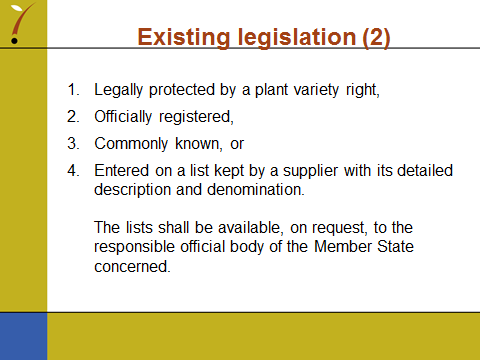 Existing legislation (2)
1. Legally protected by a plant variety right,
2. Officially registered,
3. Commonly known, or
4. Entered on a list kept by a supplier with its detailed
description and denomination.
The lists shall be available, on request, to the
responsible official body of the Member State
concerned.